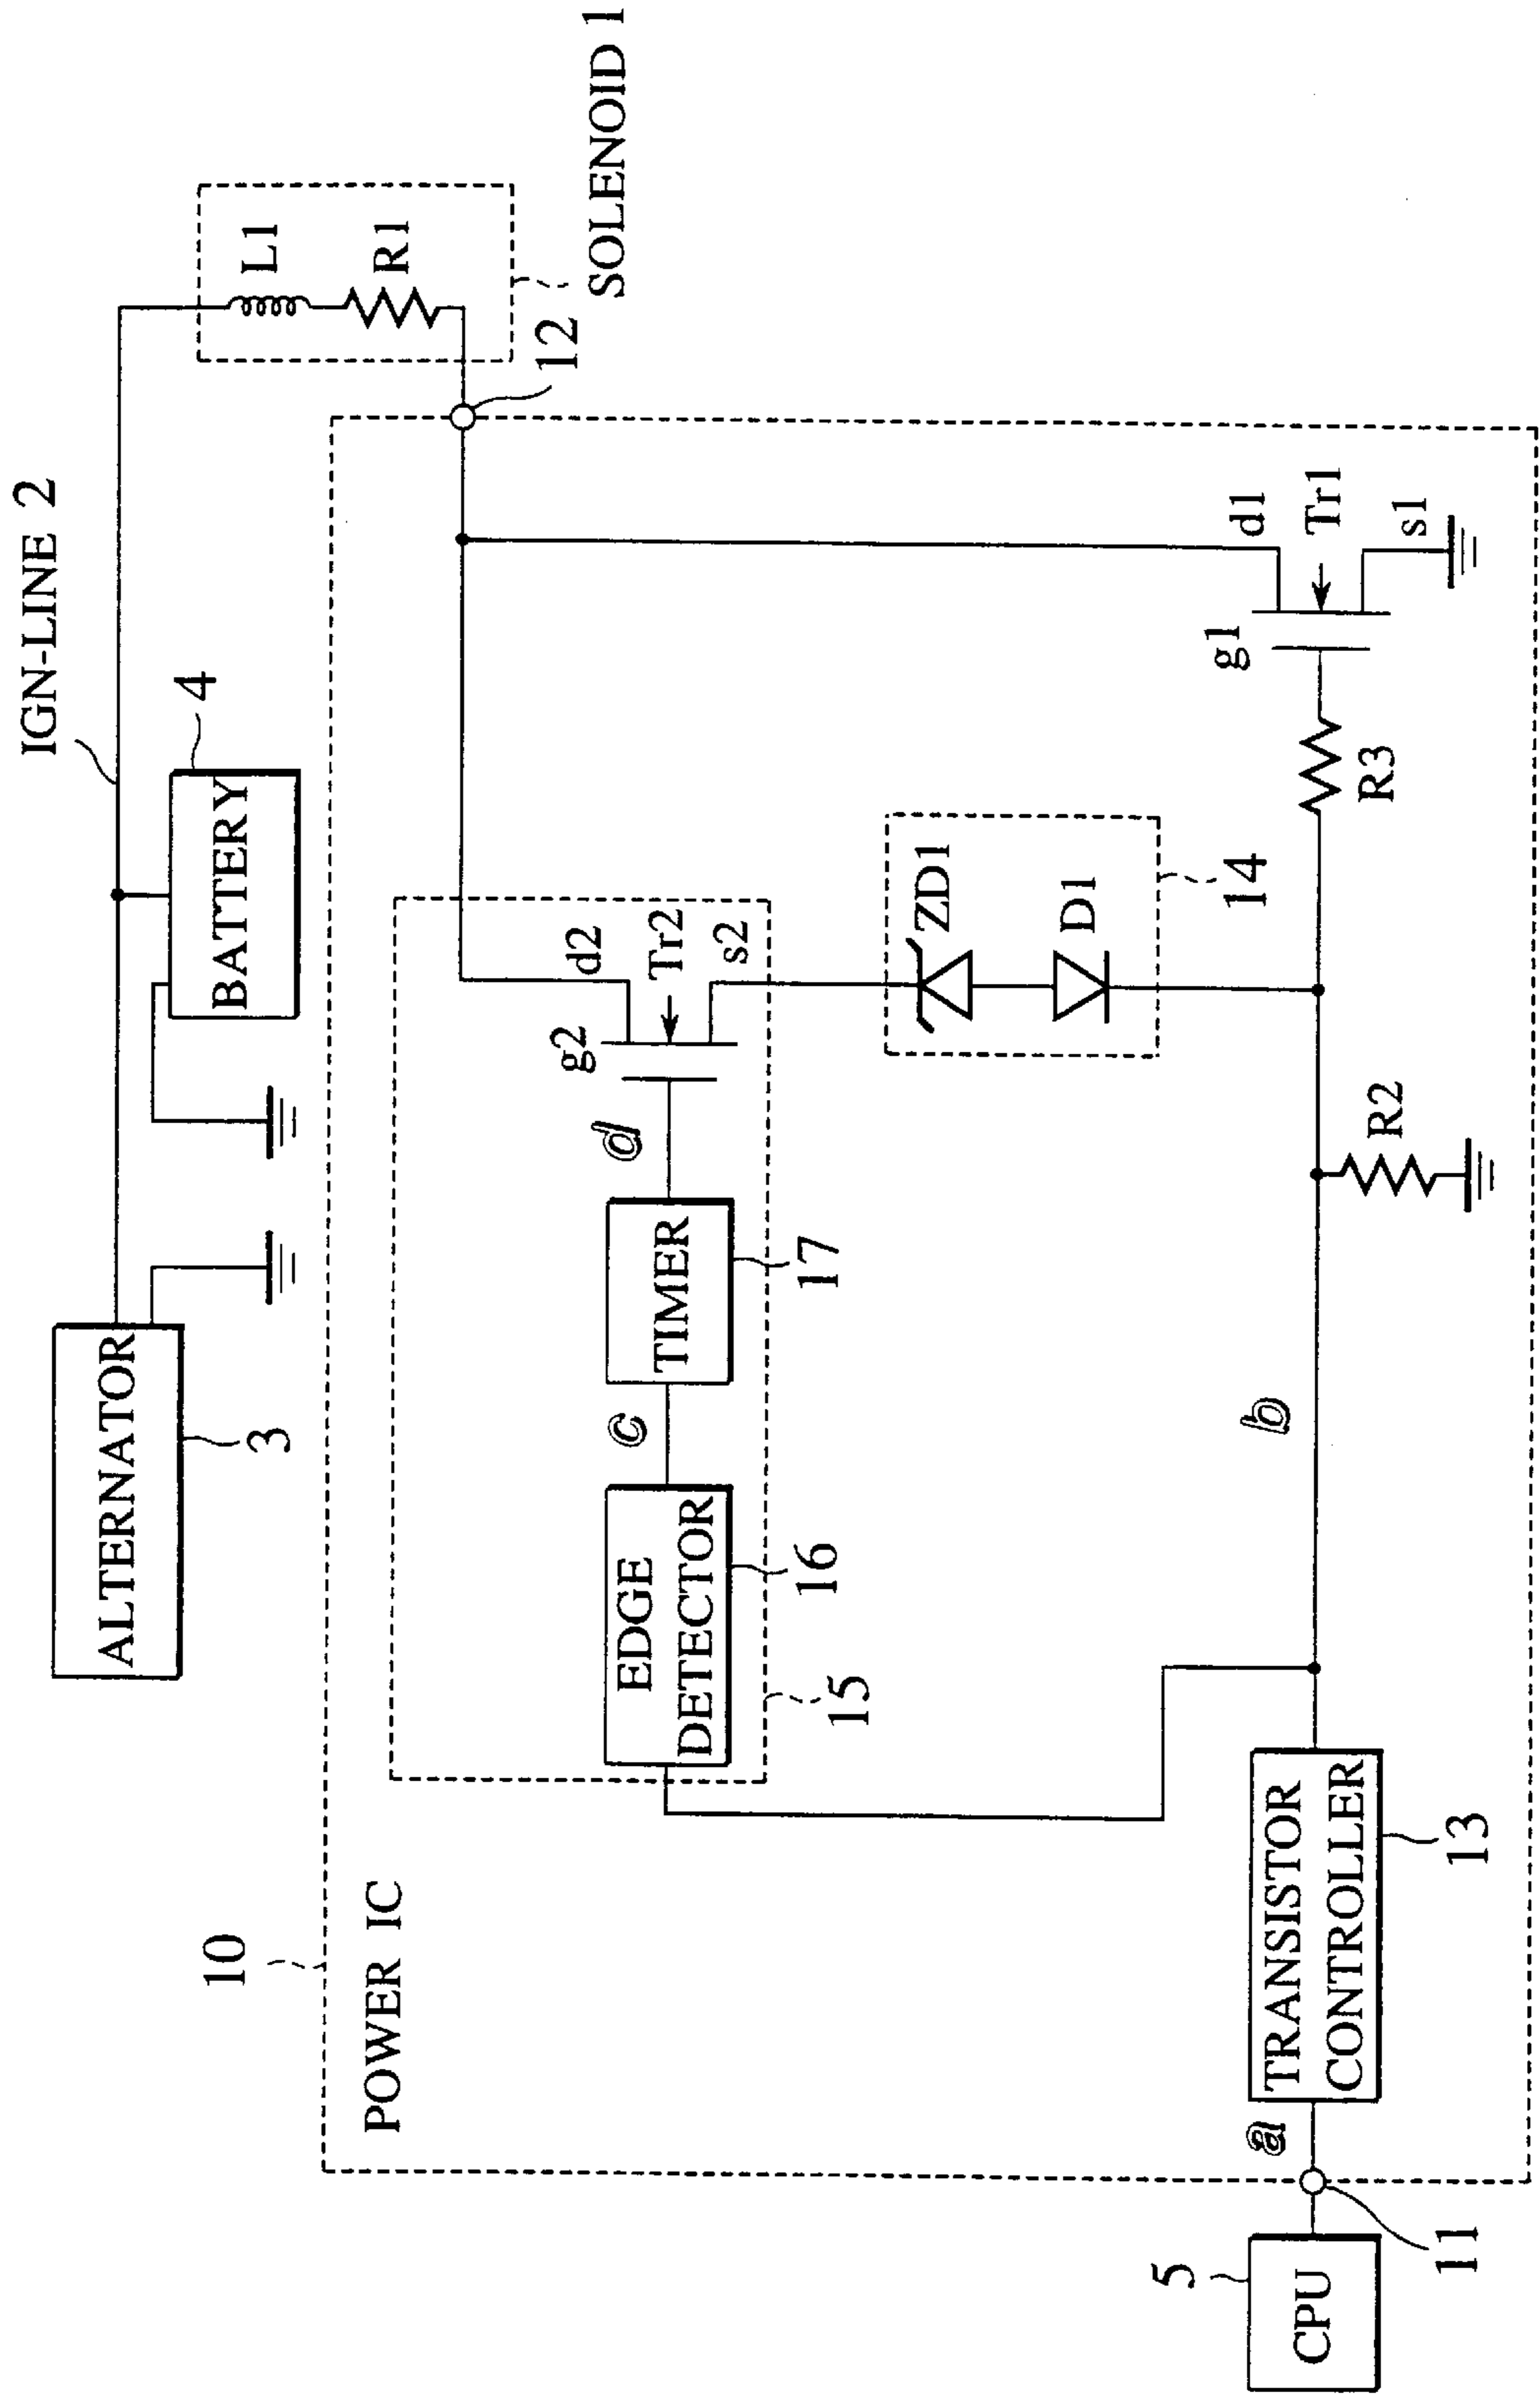 IGN-LINE 2
ALTERNATOR
3
BATTERY
4
L1
R1
SOLENOID 1
12
10
POWER IC
EDGE
DETECTOR
16
c
TIMER
17
d
g2
d2
Tr2
s2
15
ZD1
D1
14
d1
Tr1
s1
g1
R3
R2
b
TRANSISTOR
CONTROLLER
13
a
11
CPU
5